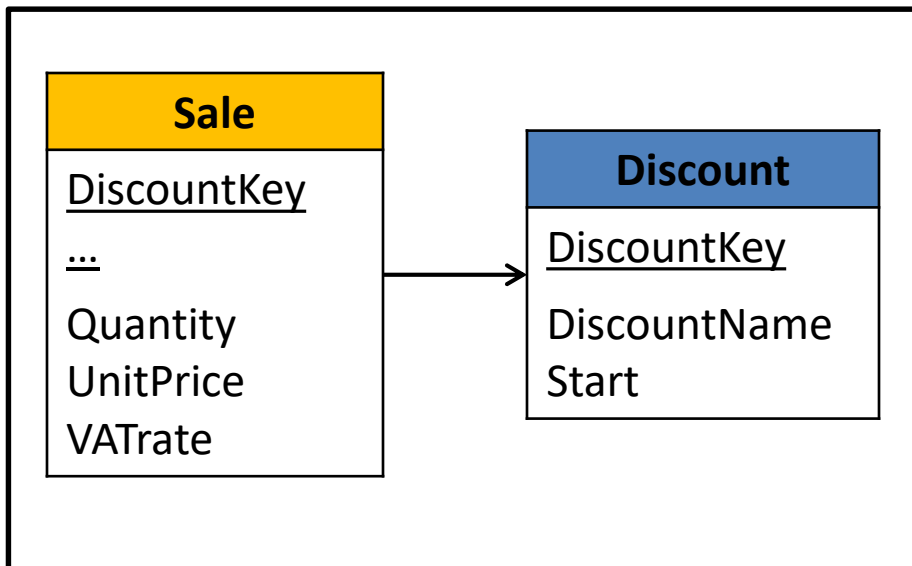 Sale
DiscountKey
...
Quantity
UnitPrice
VATrate
Discount
DiscountKey
DiscountName
Start